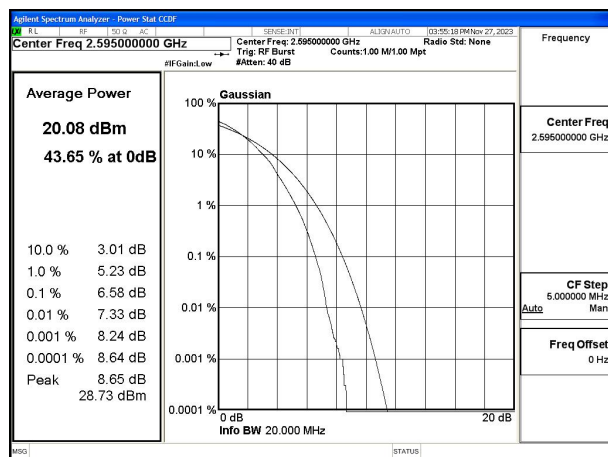 Agilent Spectrum Analyzer - Power Stat CCDF
LXI RL RF 50 Ω AC SENSE:INT ALIGN AUTO 03:55:18 PM Nov 27, 2023
Center Freq 2.595000000 GHz
Center Freq: 2.595000000 GHz Radio Std: None
Trig: RF Burst Counts:1.00 M/1.00 Mpt
#IFGain:Low #Atten: 40 dB
Frequency
Average Power
20.08 dBm
43.65 % at 0dB
10.0 % 3.01 dB
1.0 % 5.23 dB
0.1 % 6.58 dB
0.01 % 7.33 dB
0.001 % 8.24 dB
0.0001 % 8.64 dB
Peak 8.65 dB
28.73 dBm
Gaussian
100 %
10 %
1 %
0.1 %
0.01 %
0.001 %
0.0001 %
0 dB 20 dB
Info BW 20.000 MHz
Center Freq
2.595000000 GHz
CF Step
5.000000 MHz
Auto Man
Freq Offset
0 Hz
MSG STATUS